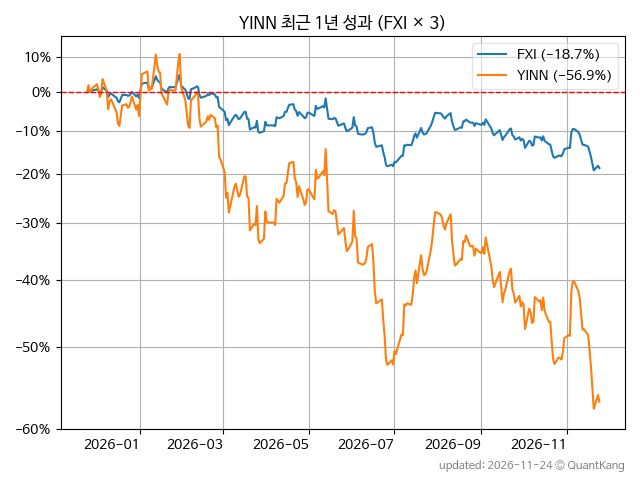 YINN 최근 1년 성과 (FXI × 3)
FXI (−18.7%)
YINN (−56.9%)
10%
0%
−10%
−20%
−30%
−40%
−50%
−60%
2026-01 2026-03 2026-05 2026-07 2026-09 2026-11
updated: 2026-11-24 © QuantKang